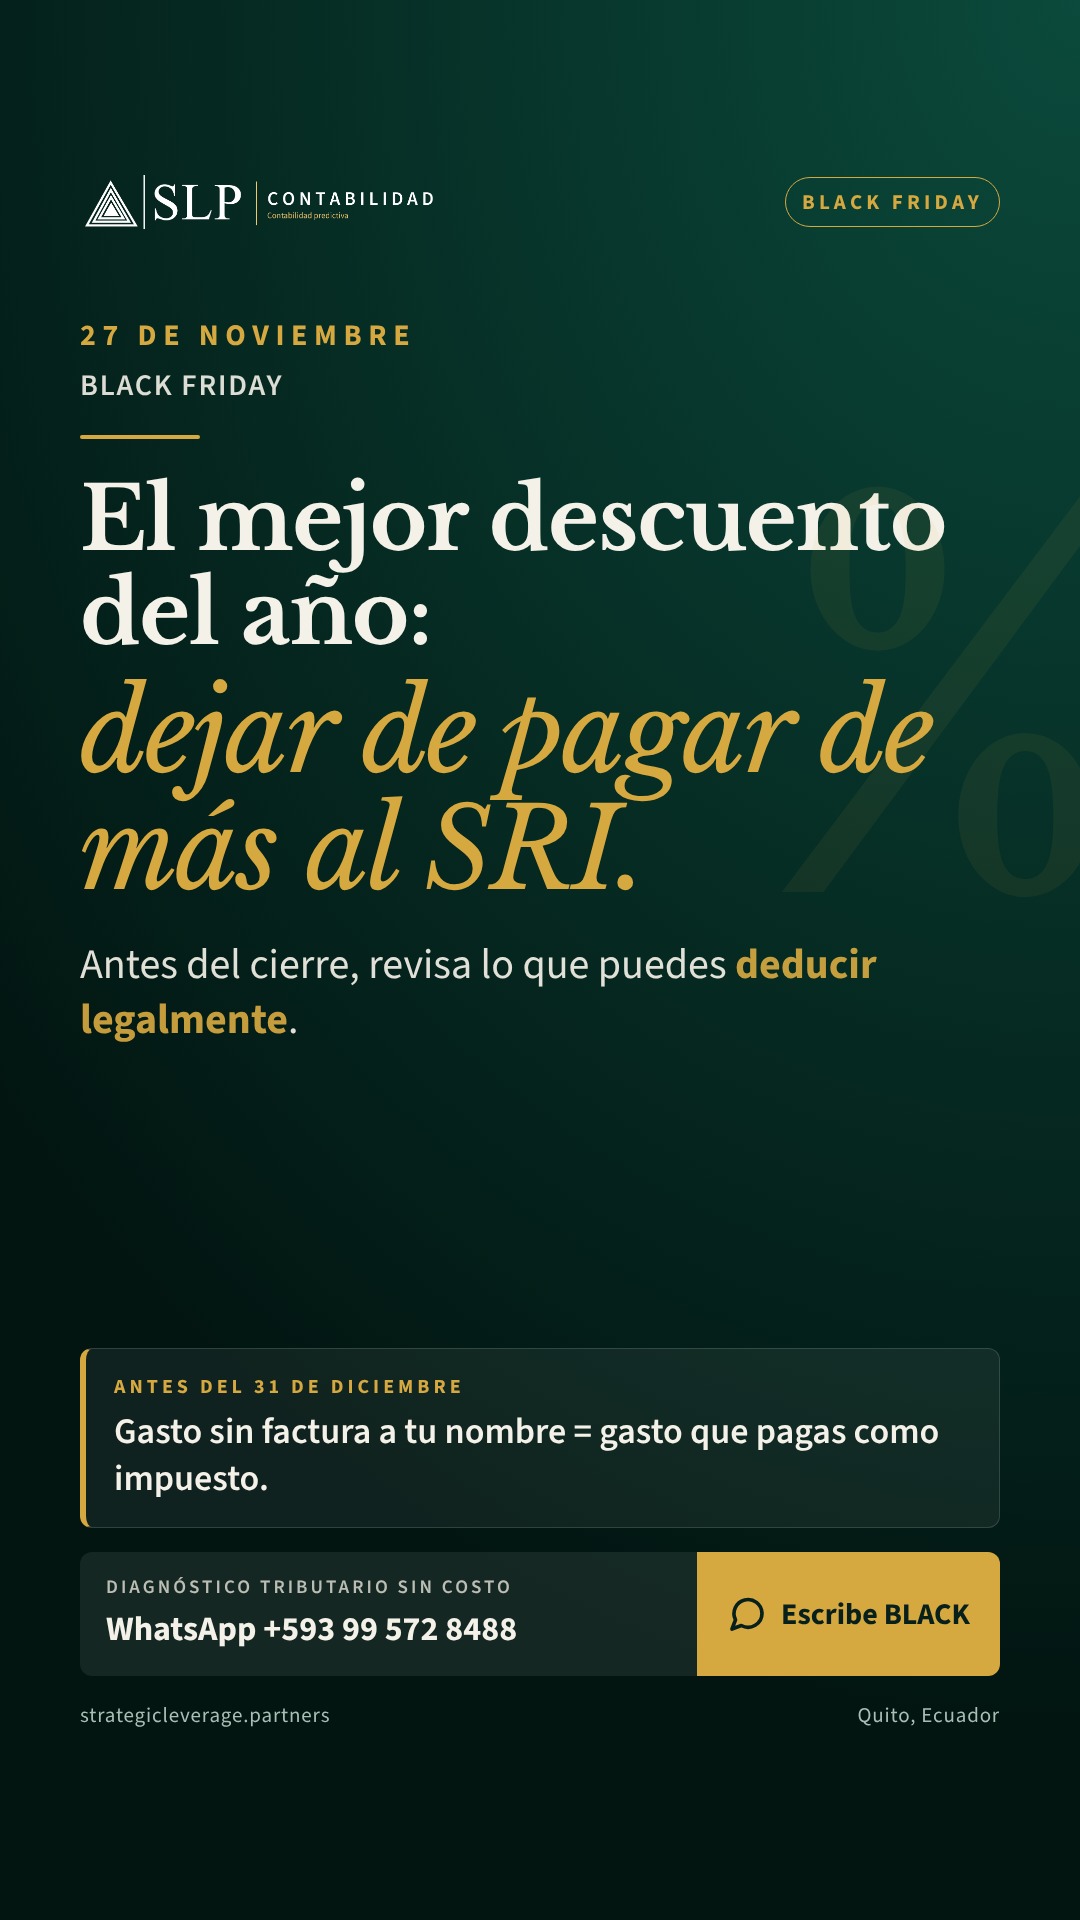 SLP
CONTABILIDAD
Contabilidad predictiva
BLACK FRIDAY
27 DE NOVIEMBRE
BLACK FRIDAY
El mejor descuento
del año:
dejar de pagar de
más al SRI.
Antes del cierre, revisa lo que puedes deducir
legalmente.
%
ANTES DEL 31 DE DICIEMBRE
Gasto sin factura a tu nombre = gasto que pagas como
impuesto.
DIAGNÓSTICO TRIBUTARIO SIN COSTO
WhatsApp +593 99 572 8488
Escribe BLACK
strategicleverage.partners
Quito, Ecuador